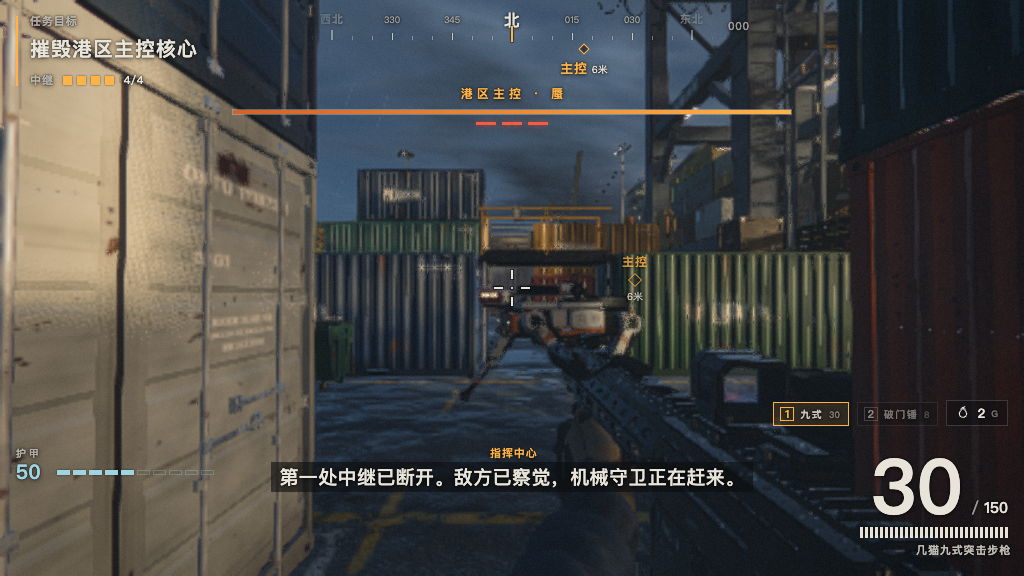 任务目标
摧毁港区主控核心
中继 4/4
西北 330 345 北 015 030 东北 000
主控 6米
港区主控 · 蜃
主控
6米
1 九式 30
2 破门锤 8
2 G
护甲
50
指挥中心
第一处中继已断开。敌方已察觉，机械守卫正在赶来。
30 / 150
几猫九式突击步枪